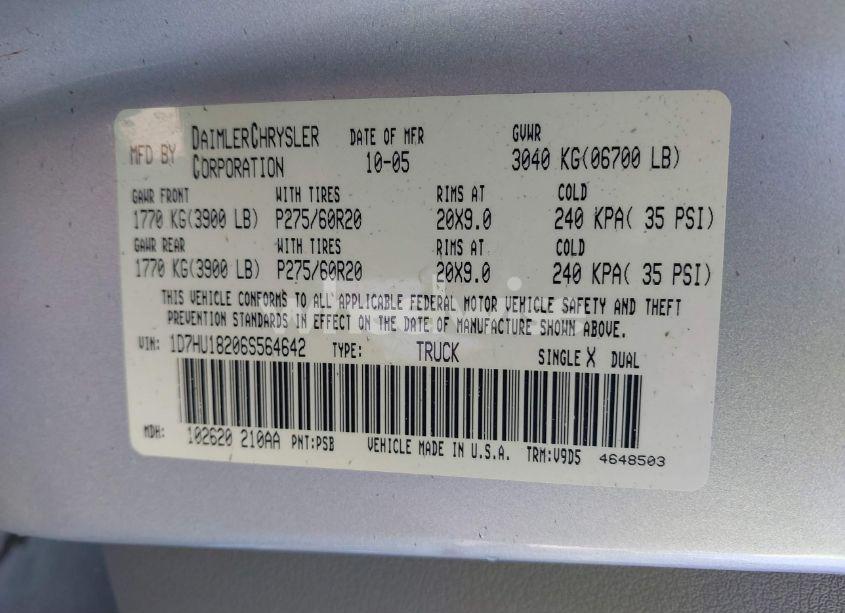 MFD BY DAIMLERCHRYSLER CORPORATION DATE OF MFR 10-05 GVWR 3040 KG(06700 LB)
GAWR FRONT WITH TIRES RIMS AT COLD
1770 KG(3900 LB) P275/60R20 20X9.0 240 KPA( 35 PSI)
GAWR REAR WITH TIRES RIMS AT COLD
1770 KG(3900 LB) P275/60R20 20X9.0 240 KPA( 35 PSI)
THIS VEHICLE CONFORMS TO ALL APPLICABLE FEDERAL MOTOR VEHICLE SAFETY AND THEFT
PREVENTION STANDARDS IN EFFECT ON THE DATE OF MANUFACTURE SHOWN ABOVE.
VIN: 1D7HU18206S564642 TYPE: TRUCK SINGLE X DUAL
MDH: 102620 210AA PNT:PSB VEHICLE MADE IN U.S.A. TRM:V9D5 4648503